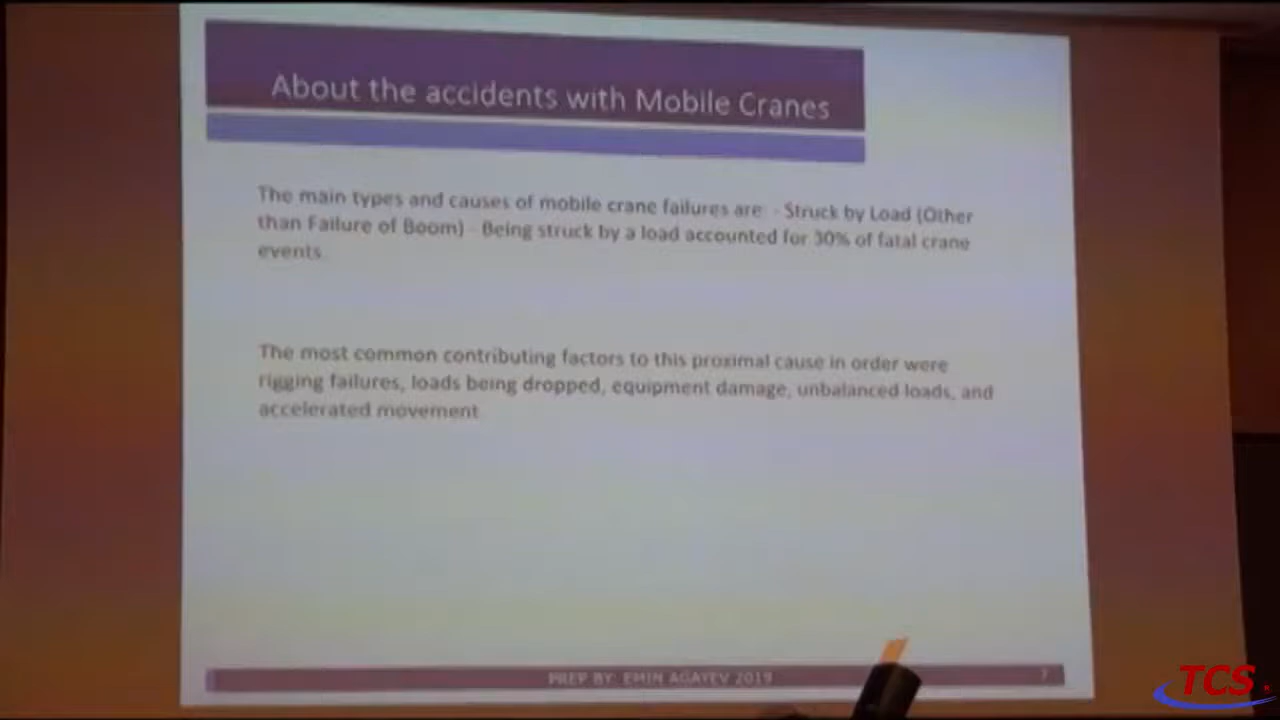 About the accidents with Mobile Cranes
The main types and causes of mobile crane failures are: - Struck by Load (Other
than Failure of Boom) - Being struck by a load accounted for 30% of fatal crane
events.
The most common contributing factors to this proximal cause in order were
rigging failures, loads being dropped, equipment damage, unbalanced loads, and
accelerated movement
PREP BY: EMIN AGAYEV 2019
TCS